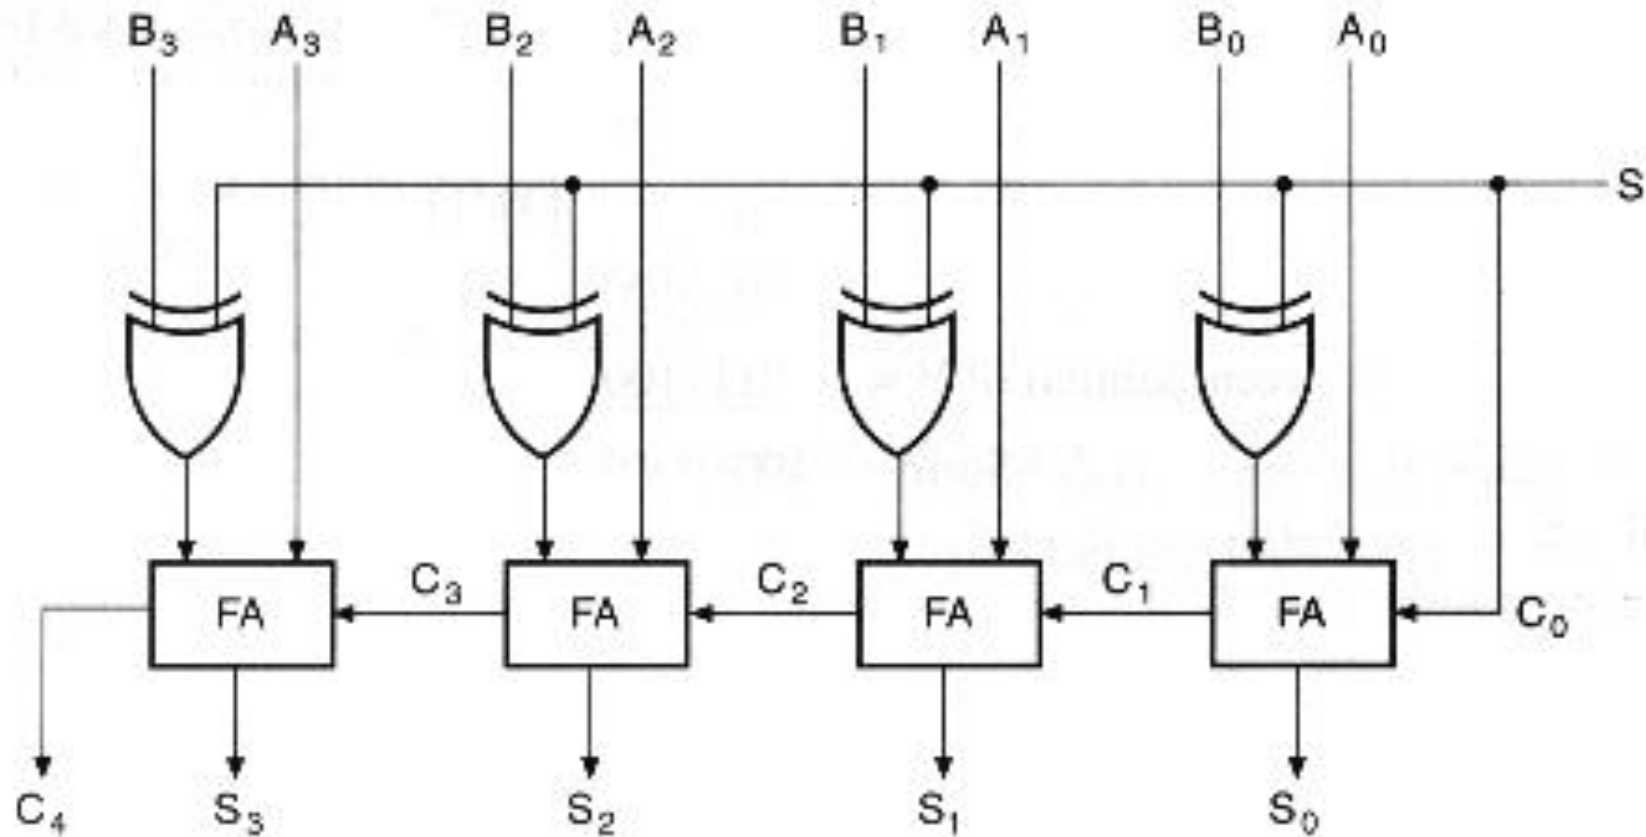 B₃ A₃ B₂ A₂ B₁ A₁ B₀ A₀
S
FA C₃ FA C₂ FA C₁ FA C₀
C₄ S₃ S₂ S₁ S₀